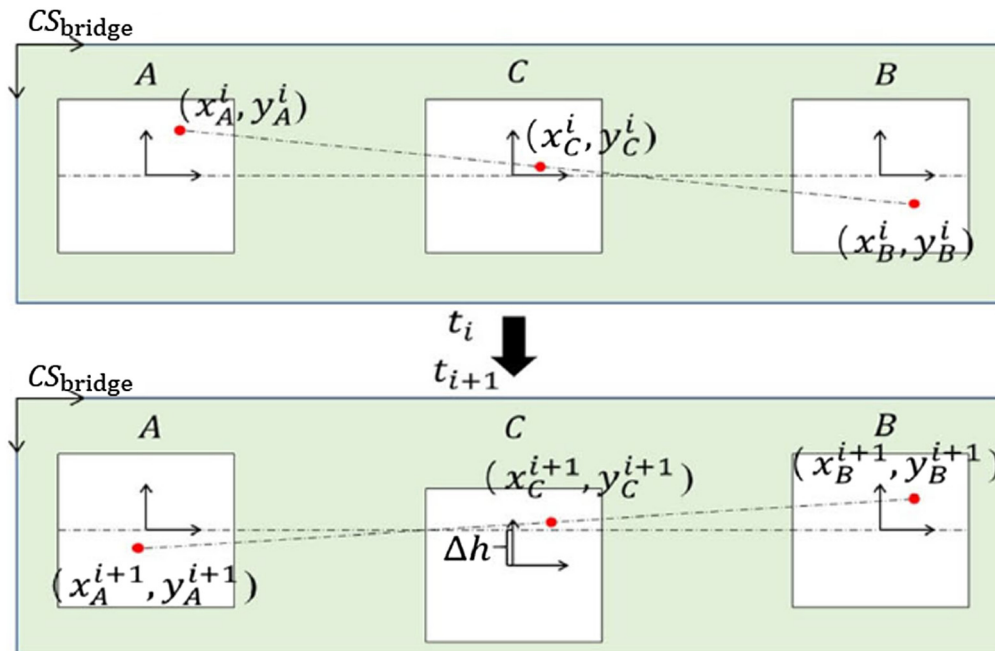 CS_bridge
A C B
(x_A^i, y_A^i)
(x_C^i, y_C^i)
(x_B^i, y_B^i)
t_i
t_{i+1}
CS_bridge
A C B
(x_C^{i+1}, y_C^{i+1})
(x_B^{i+1}, y_B^{i+1})
Δh
(x_A^{i+1}, y_A^{i+1})